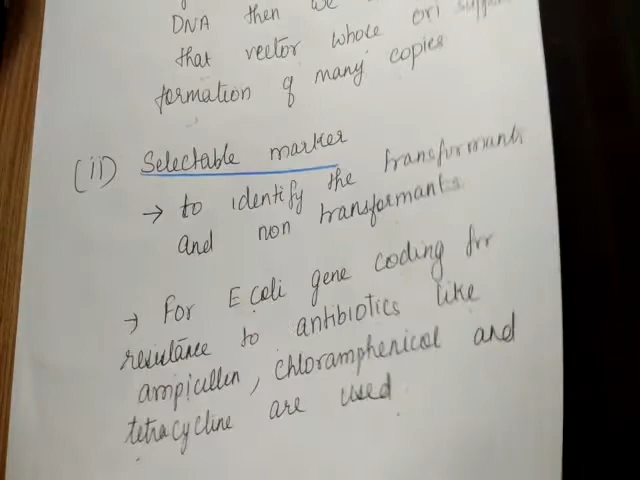 DNA then we
that vector whole ori support
formation of many copies
(ii) Selectable marker
→ to identify the transformants
and non transformants
→ For E coli gene coding for
resistance to antibiotics like
ampicillin, chloramphenicol and
tetracycline are used